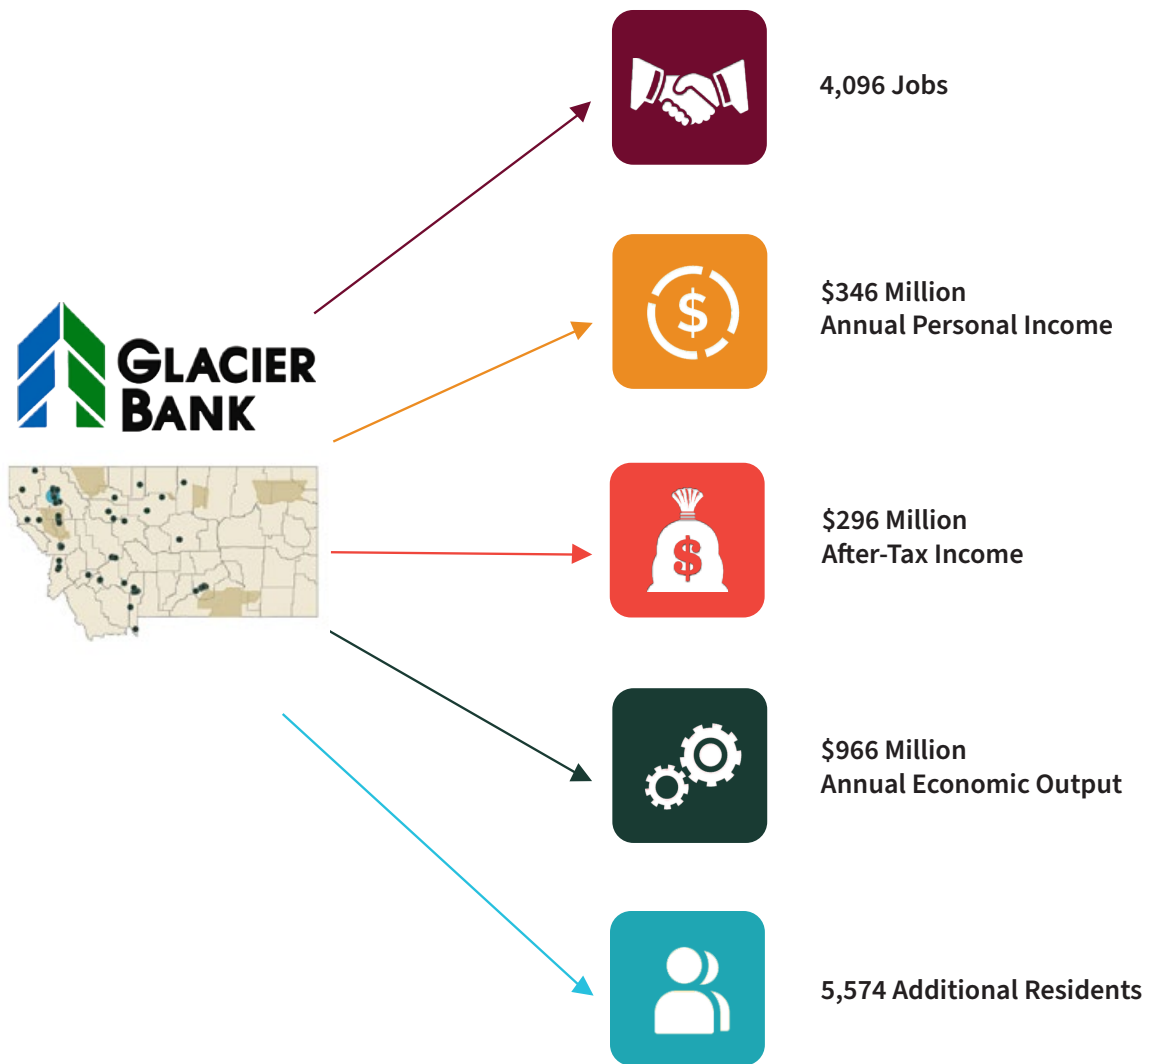 4,096 Jobs
$346 Million
Annual Personal Income
$
GLACIER
BANK
$296 Million
After-Tax Income
$
$966 Million
Annual Economic Output
5,574 Additional Residents